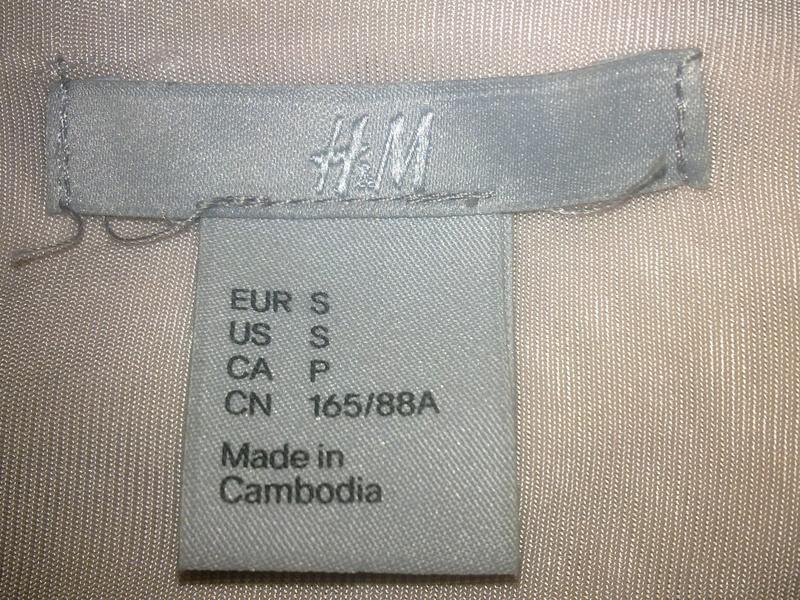 H&M
EUR S
US S
CA P
CN 165/88A
Made in
Cambodia